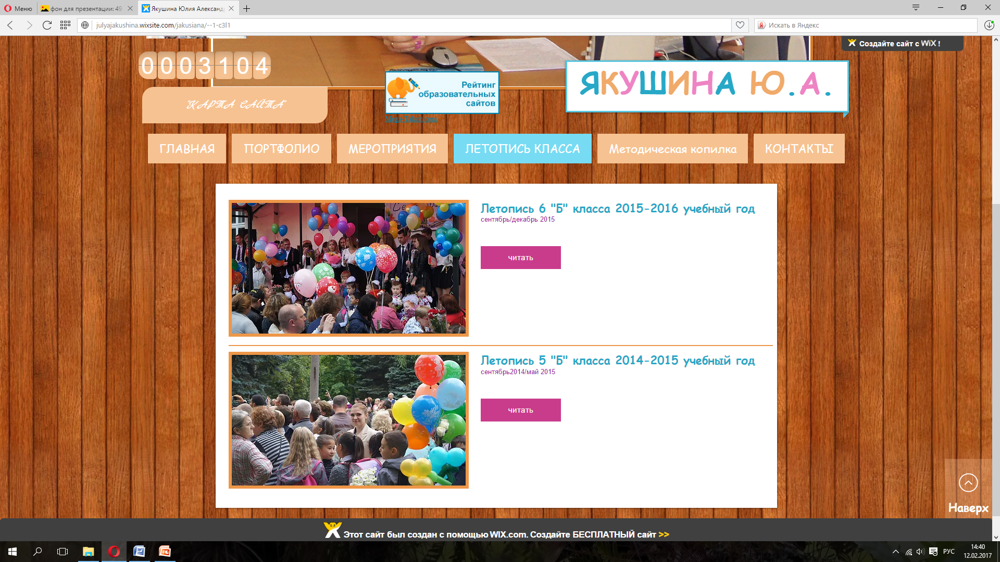 Меню
фон для презентации: 49
Якушина Юлия Александр
julyajakushina.wixsite.com/jakusiana/--1-c3l1
Искать в Яндекс
Создайте сайт с WiX !
0003104
"КАРТА САЙТА"
Рейтинг
образовательных
сайтов
ЯКУШИНА Ю.А.
ГЛАВНАЯ
ПОРТФОЛИО
МЕРОПРИЯТИЯ
ЛЕТОПИСЬ КЛАССА
Методическая копилка
КОНТАКТЫ
Летопись 6 "Б" класса 2015-2016 учебный год
сентябрь/декабрь 2015
читать
Летопись 5 "Б" класса 2014-2015 учебный год
сентябрь2014/май 2015
читать
Наверх
Этот сайт был создан с помощью WIX.com. Создайте БЕСПЛАТНЫЙ сайт >>
РУС
14:40
12.02.2017